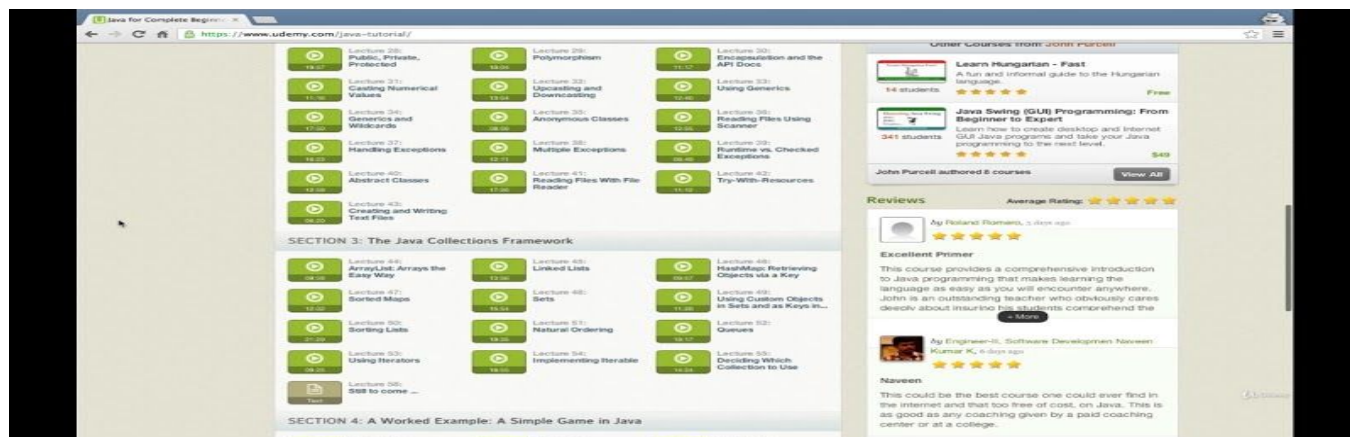 Java for Complete Beginn
https://www.udemy.com/java-tutorial/
Lecture 28:
Public, Private,
Protected
Lecture 29:
Polymorphism
Lecture 30:
Encapsulation and the
API Docs
Lecture 31:
Casting Numerical
Values
Lecture 32:
Upcasting and
Downcasting
Lecture 33:
Using Generics
Lecture 34:
Generics and
Wildcards
Lecture 35:
Anonymous Classes
Lecture 36:
Reading Files Using
Scanner
Lecture 37:
Handling Exceptions
Lecture 38:
Multiple Exceptions
Lecture 39:
Runtime vs. Checked
Exceptions
Lecture 40:
Abstract Classes
Lecture 41:
Reading Files With File
Reader
Lecture 42:
Try-With-Resources
Lecture 43:
Creating and Writing
Text Files
SECTION 3: The Java Collections Framework
Lecture 44:
ArrayList: Arrays the
Easy Way
Lecture 45:
Linked Lists
Lecture 46:
HashMap: Retrieving
Objects via a Key
Lecture 47:
Sorted Maps
Lecture 48:
Sets
Lecture 49:
Using Custom Objects
in Sets and as Keys in...
Lecture 50:
Sorting Lists
Lecture 51:
Natural Ordering
Lecture 52:
Queues
Lecture 53:
Using Iterators
Lecture 54:
Implementing Iterable
Lecture 55:
Deciding Which
Collection to Use
Text
Lecture 56:
Still to come ...
SECTION 4: A Worked Example: A Simple Game in Java
Other Courses from John Purcell
Learn Hungarian - Fast
A fun and informal guide to the Hungarian
language.
14 students
Free
Java Swing (GUI) Programming: From
Beginner to Expert
Learn how to create desktop and Internet
GUI Java programs and take your Java
programming to the next level.
341 students
$49
John Purcell authored 8 courses
View All
Reviews
Average Rating:
by Roland Romero, 3 days ago
Excellent Primer
This course provides a comprehensive introduction
to Java programming that makes learning the
language as easy as you will encounter anywhere.
John is an outstanding teacher who obviously cares
deeply about insuring his students comprehend the
+ More
by Engineer-II, Software Developmen Naveen
Kumar K, 6 days ago
Naveen
This could be the best course one could ever find in
the internet and that too free of cost, on Java. This is
as good as any coaching given by a paid coaching
center or at a college.